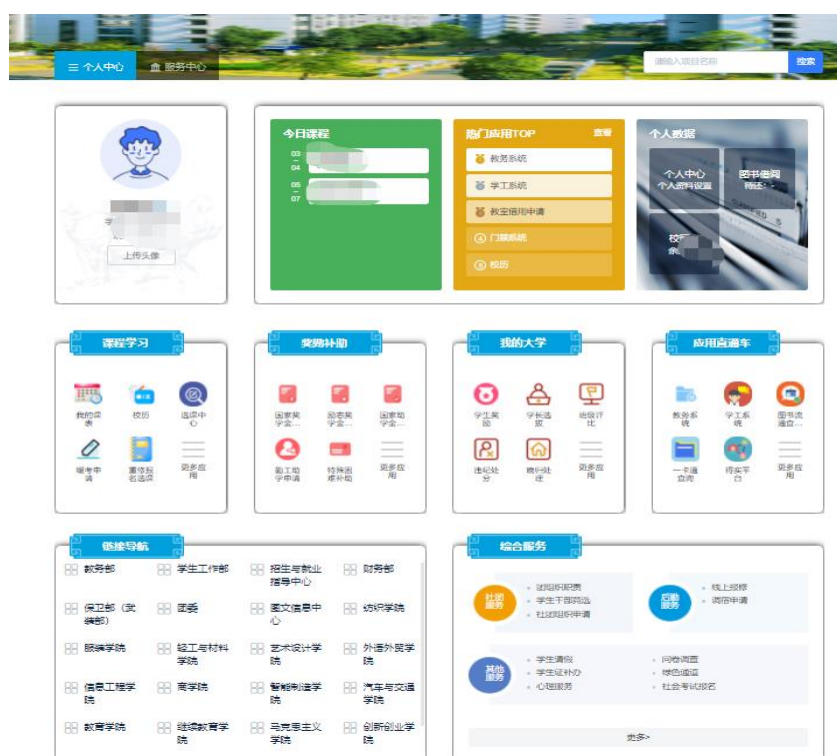 个人中心
服务中心
请输入项目名称
搜索
上传头像
今日课程
03
04
05
07
热门应用TOP
查看
教务系统
学工系统
教室借用申请
④ 门禁系统
⑤ 校历
个人数据
个人中心
个人资料设置
图书借阅
待还：-
课程学习
我的课
表
校历
选课中
心
缓考申
请
重修报
名选课
更多应
用
奖勤补助
国家奖
学金...
励志奖
学金...
国家助
学金...
勤工助
学申请
特殊困
难补助
更多应
用
我的大学
学生奖
励
学长选
拔
班级评
比
违纪处
分
晚归处
理
更多应
用
应用直通车
教务系
统
学工系
统
图书流
通查...
一卡通
查询
得实平
台
更多应
用
链接导航
教务部
学生工作部
招生与就业
指导中心
财务部
保卫部（武
装部）
团委
图文信息中
心
纺织学院
服装学院
轻工与材料
学院
艺术设计学
院
外语外贸学
院
信息工程学
院
商学院
智能制造学
院
汽车与交通
学院
教育学院
继续教育学
院
马克思主义
学院
创新创业学
院
综合服务
社团
服务
团组织职责
学生干部筛选
社团组织申请
后勤
服务
线上报修
调宿申请
其他
服务
学生请假
学生证补办
心理服务
问卷调查
绿色通道
社会考试报名
更多>